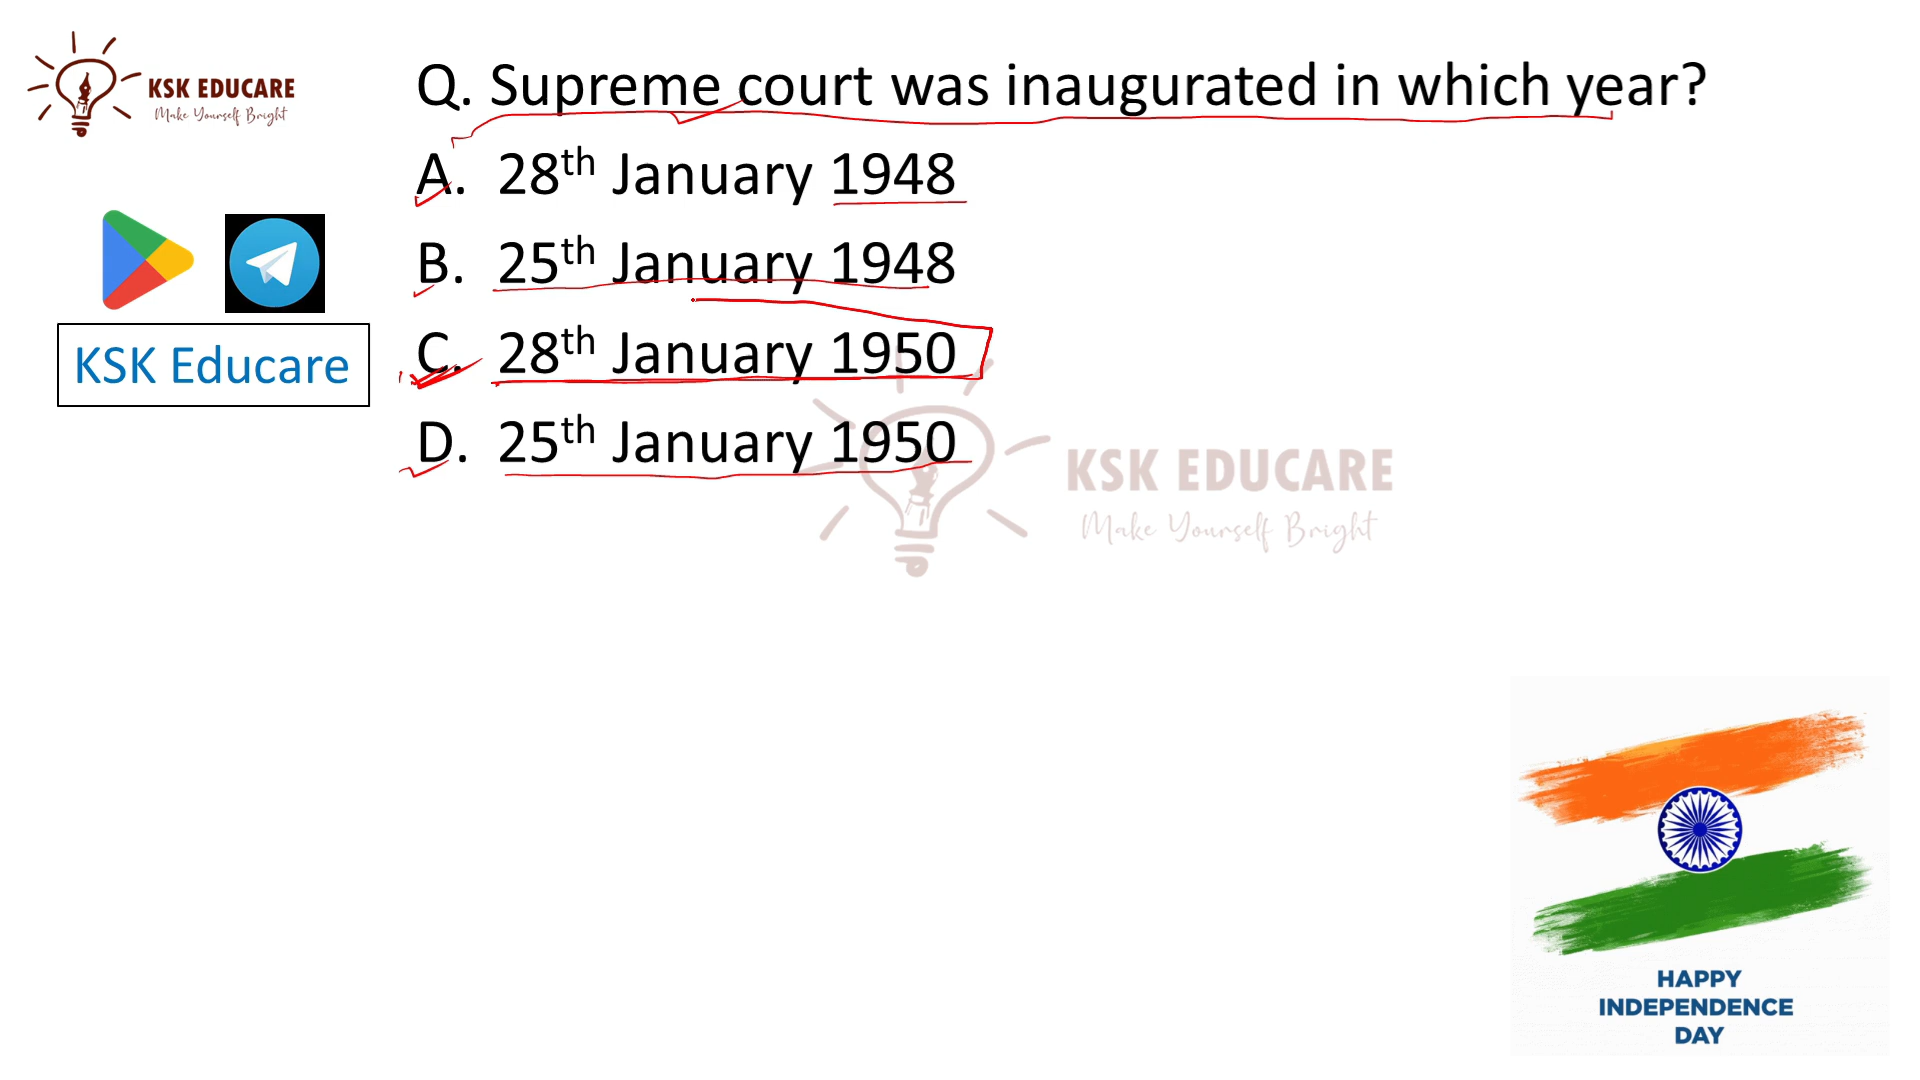 KSK EDUCARE
Make Yourself Bright
Q. Supreme court was inaugurated in which year?
A. 28th January 1948
B. 25th January 1948
C. 28th January 1950
D. 25th January 1950
KSK Educare
KSK EDUCARE
Make Yourself Bright
HAPPY
INDEPENDENCE
DAY